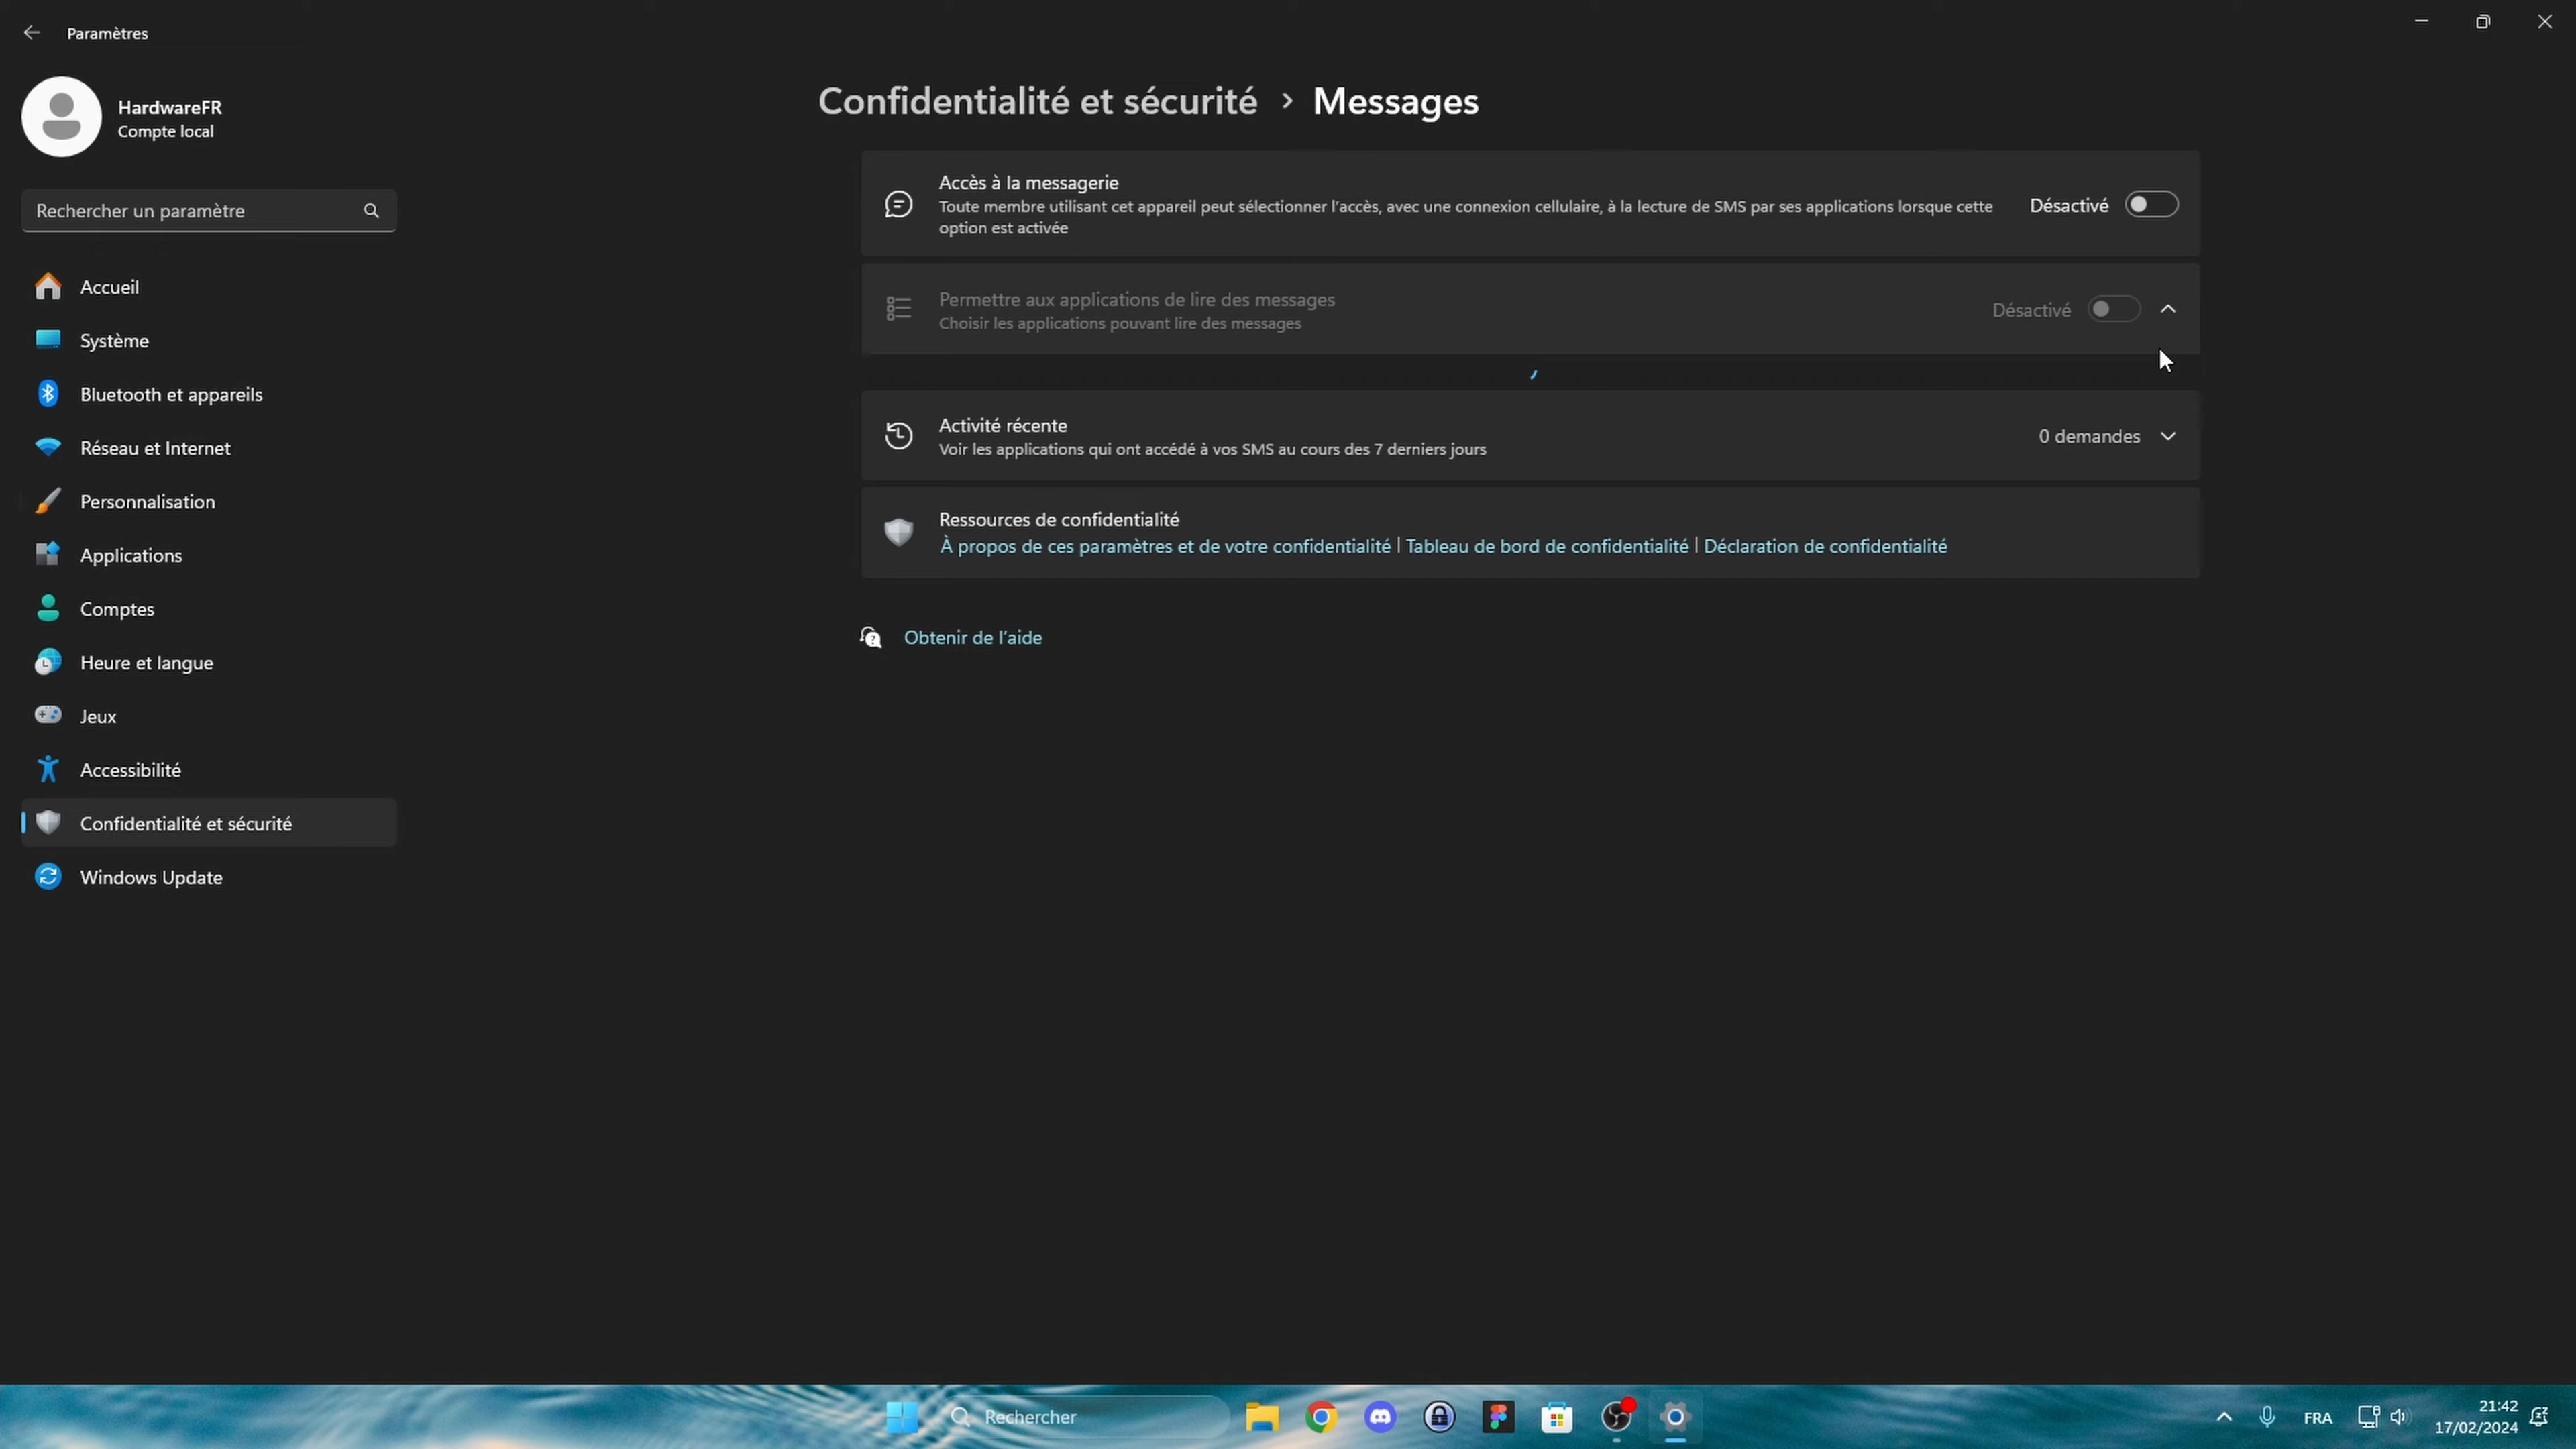 Paramètres
HardwareFR
Compte local
Rechercher un paramètre
Accueil
Système
Bluetooth et appareils
Réseau et Internet
Personnalisation
Applications
Comptes
Heure et langue
Jeux
Accessibilité
Confidentialité et sécurité
Windows Update
Confidentialité et sécurité > Messages
Accès à la messagerie
Toute membre utilisant cet appareil peut sélectionner l'accès, avec une connexion cellulaire, à la lecture de SMS par ses applications lorsque cette
option est activée
Désactivé
Permettre aux applications de lire des messages
Choisir les applications pouvant lire des messages
Désactivé
Activité récente
Voir les applications qui ont accédé à vos SMS au cours des 7 derniers jours
0 demandes
Ressources de confidentialité
À propos de ces paramètres et de votre confidentialité | Tableau de bord de confidentialité | Déclaration de confidentialité
Obtenir de l'aide
Rechercher
FRA
21:42
17/02/2024